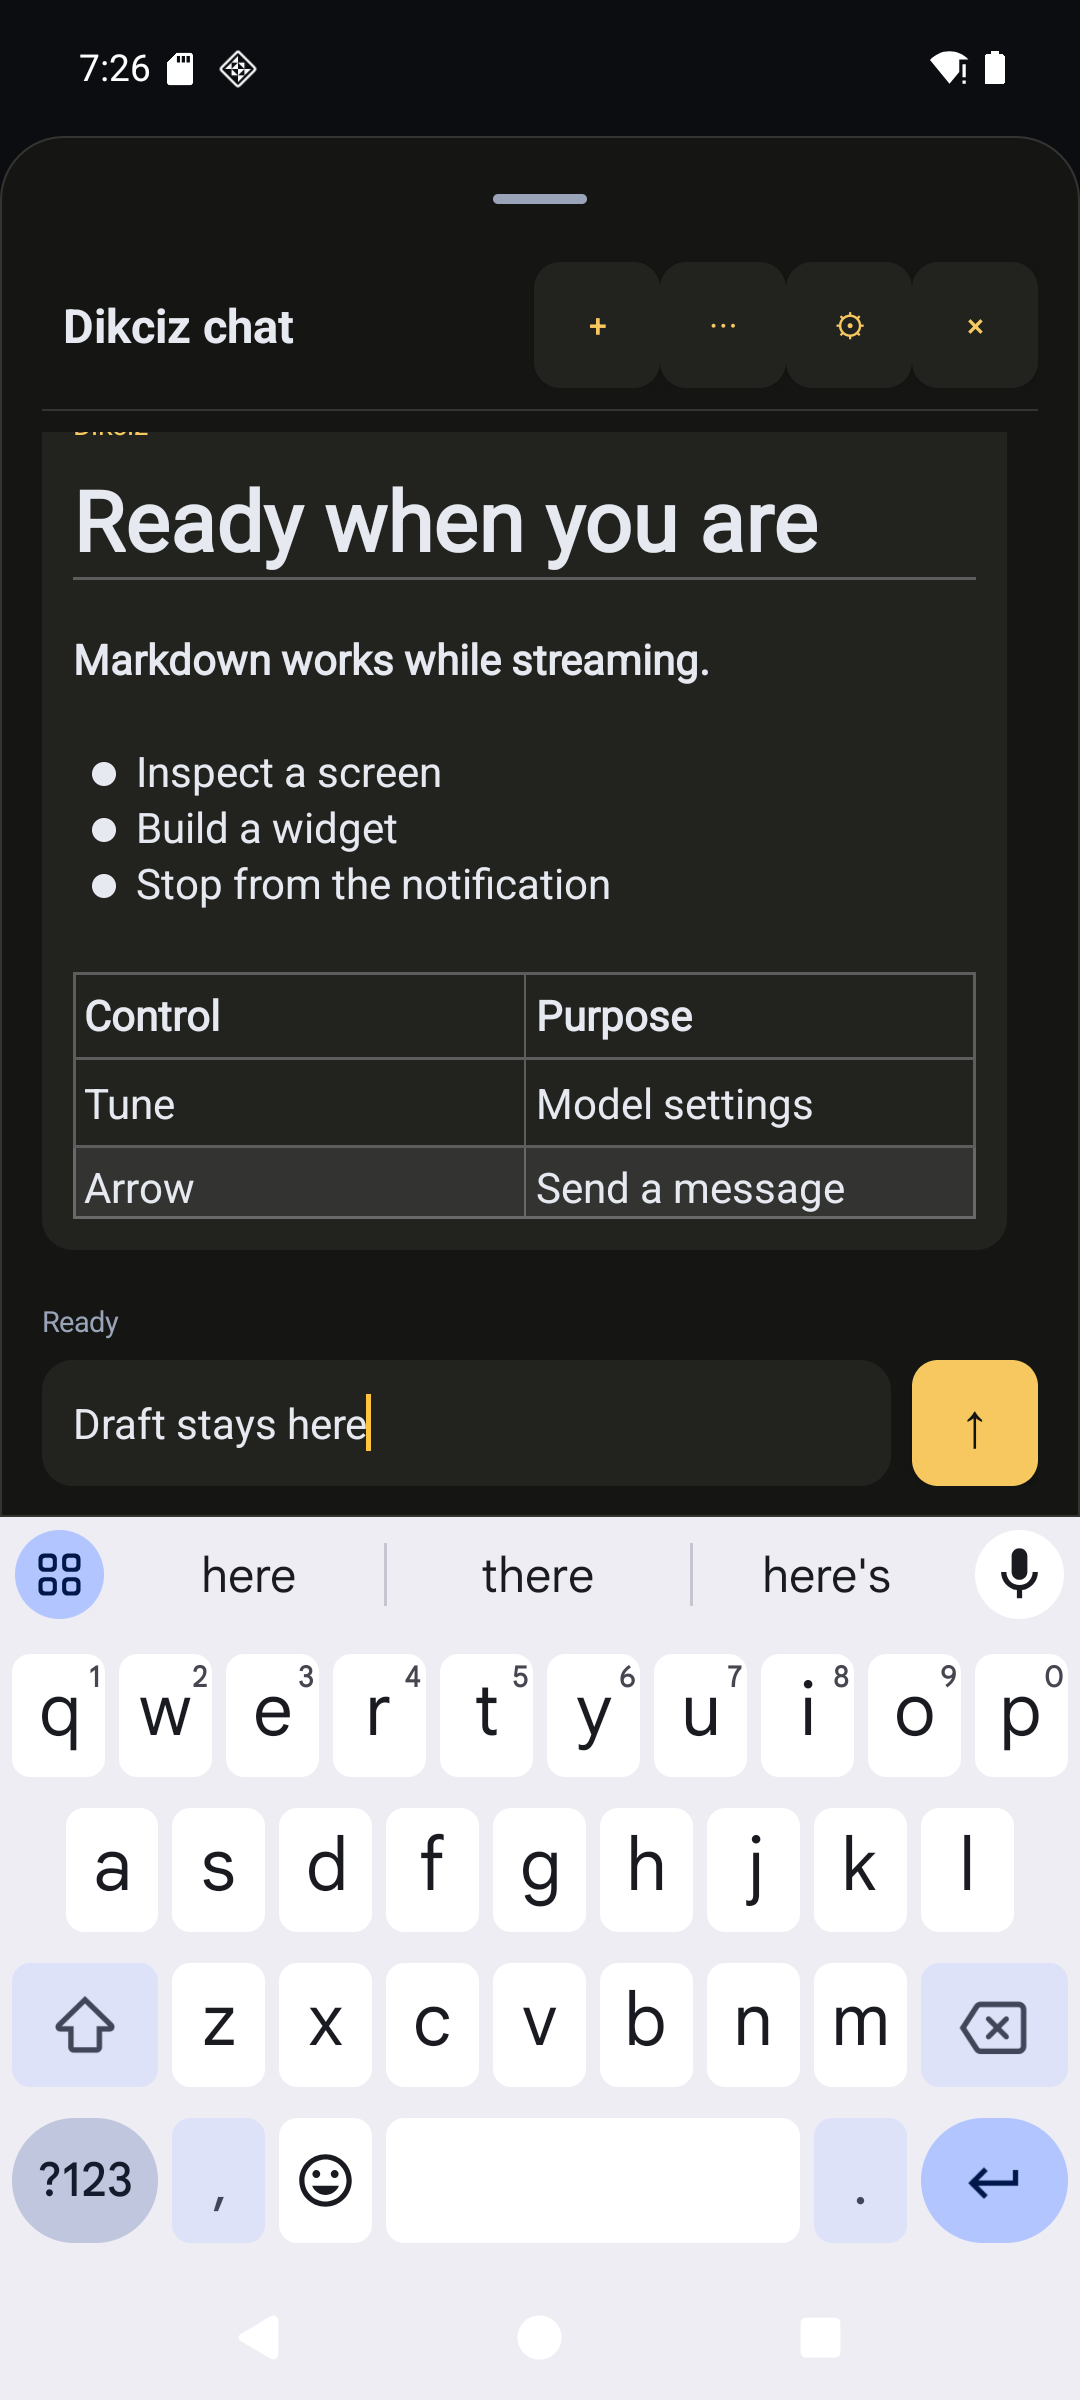 7:26
Dikciz chat
+ ... ×
Dikciz
Ready when you are
Markdown works while streaming.
● Inspect a screen
● Build a widget
● Stop from the notification
Control Purpose
Tune Model settings
Arrow Send a message
Ready
Draft stays here
↑
here there here's
q 1 w 2 e 3 r 4 t 5 y 6 u 7 i 8 o 9 p 0
a s d f g h j k l
z x c v b n m
?123 , .